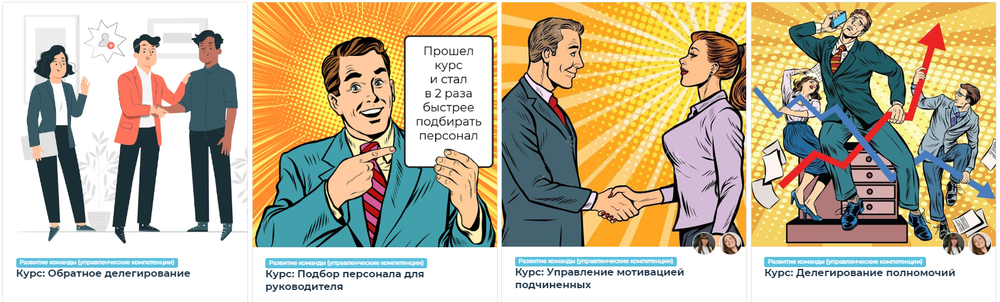 Прошел
курс
и стал
в 2 раза
быстрее
подбирать
персонал
Развитие команды (управленческие компетенции)
Курс: Обратное делегирование
Развитие команды (управленческие компетенции)
Курс: Подбор персонала для
руководителя
Развитие команды (управленческие компетенции)
Курс: Управление мотивацией
подчиненных
Развитие команды (управленческие компетенции)
Курс: Делегирование полномочий